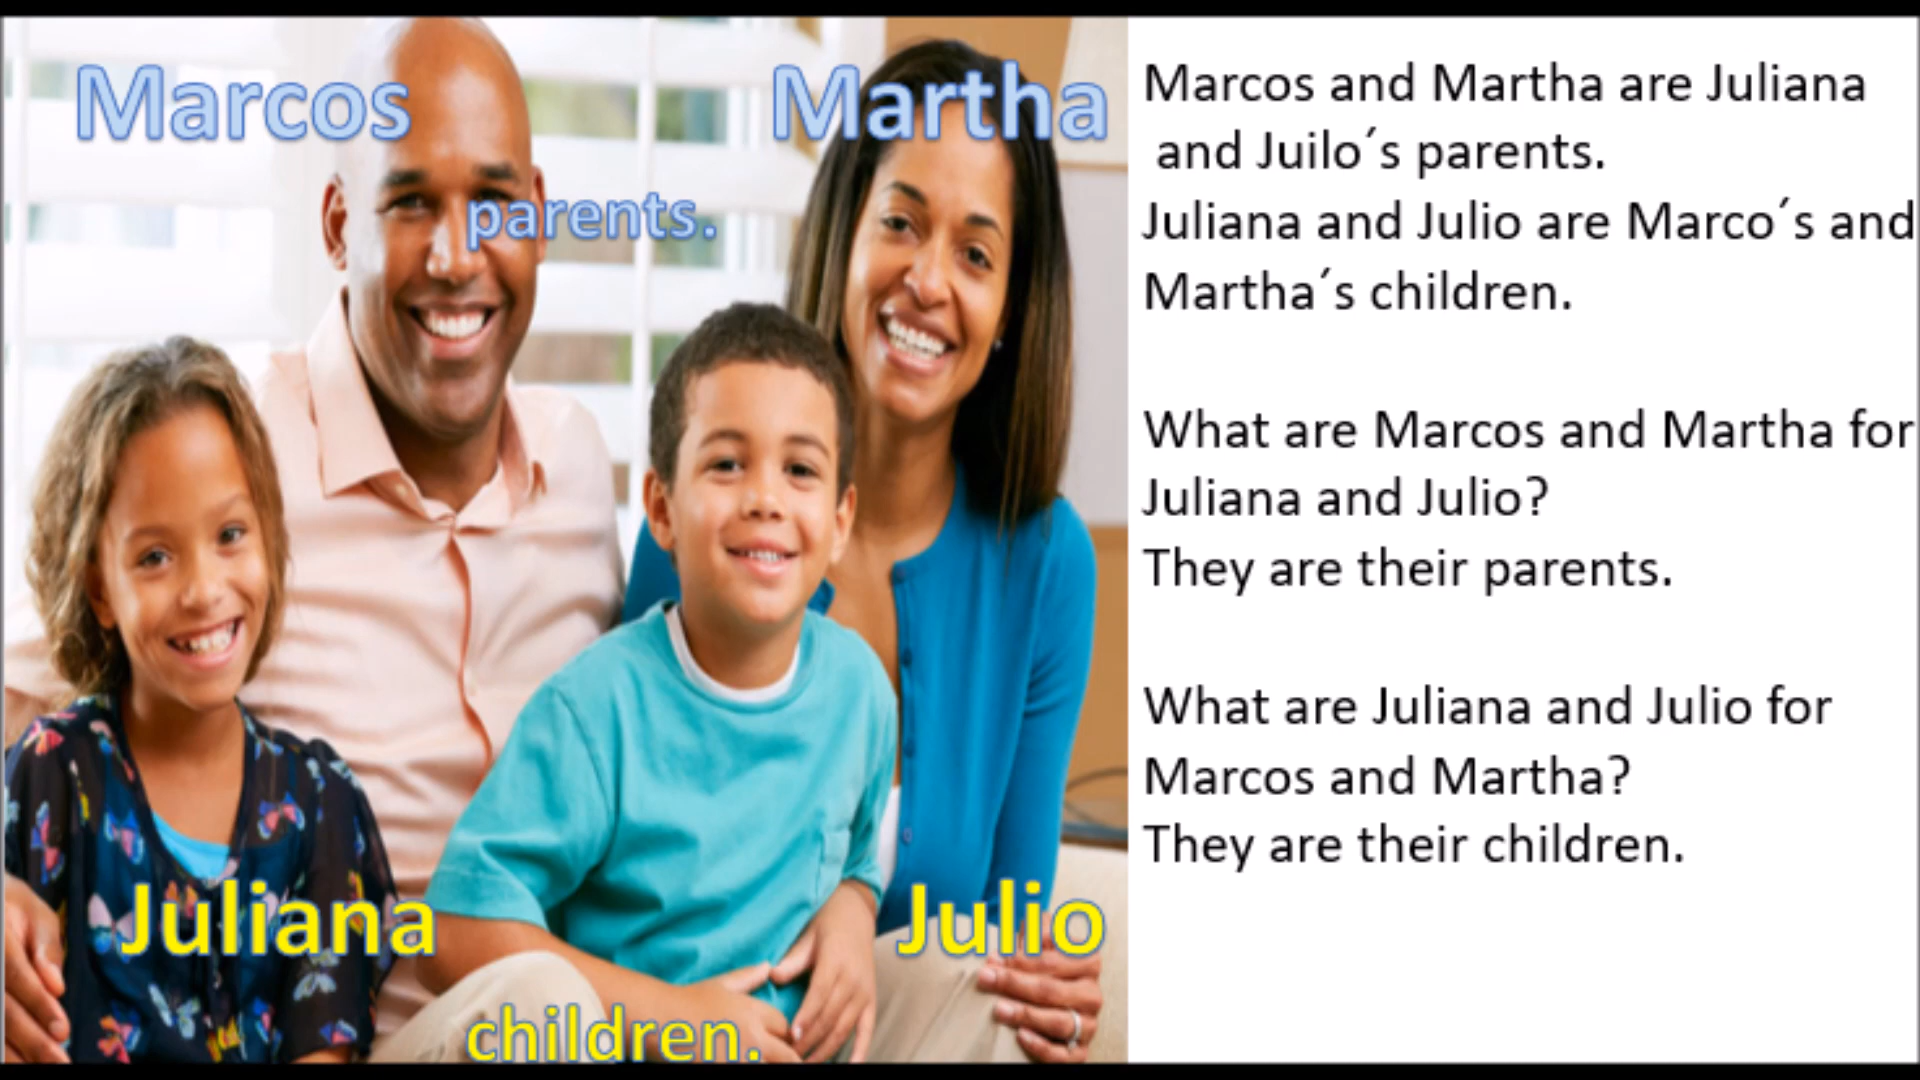 Marcos
Martha
parents.
Juliana
Julio
children.
Marcos and Martha are Juliana
and Juilo´s parents.
Juliana and Julio are Marco´s and
Martha´s children.
What are Marcos and Martha for
Juliana and Julio?
They are their parents.
What are Juliana and Julio for
Marcos and Martha?
They are their children.